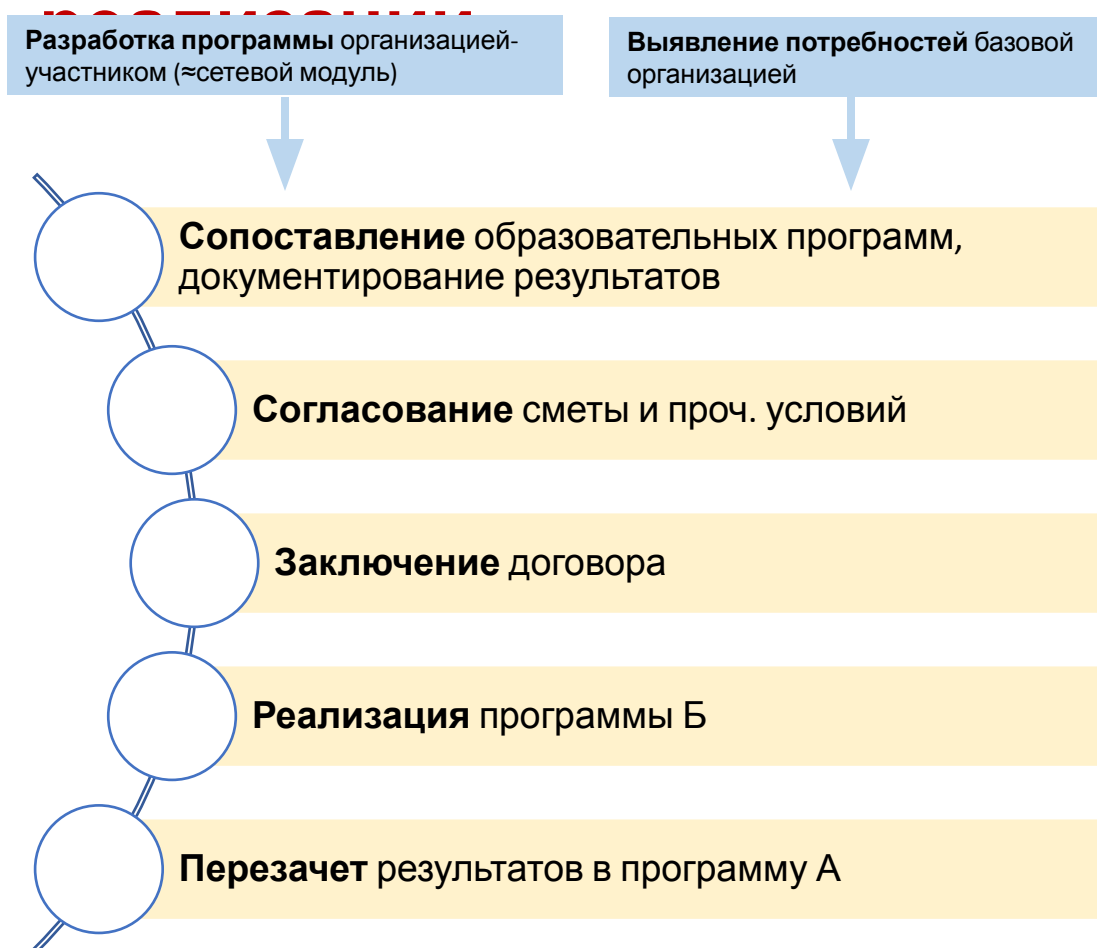 Разработка программы организацией-
участником (≈сетевой модуль)
Выявление потребностей базовой
организацией
Сопоставление образовательных программ,
документирование результатов
Согласование сметы и проч. условий
Заключение договора
Реализация программы Б
Перезачет результатов в программу А